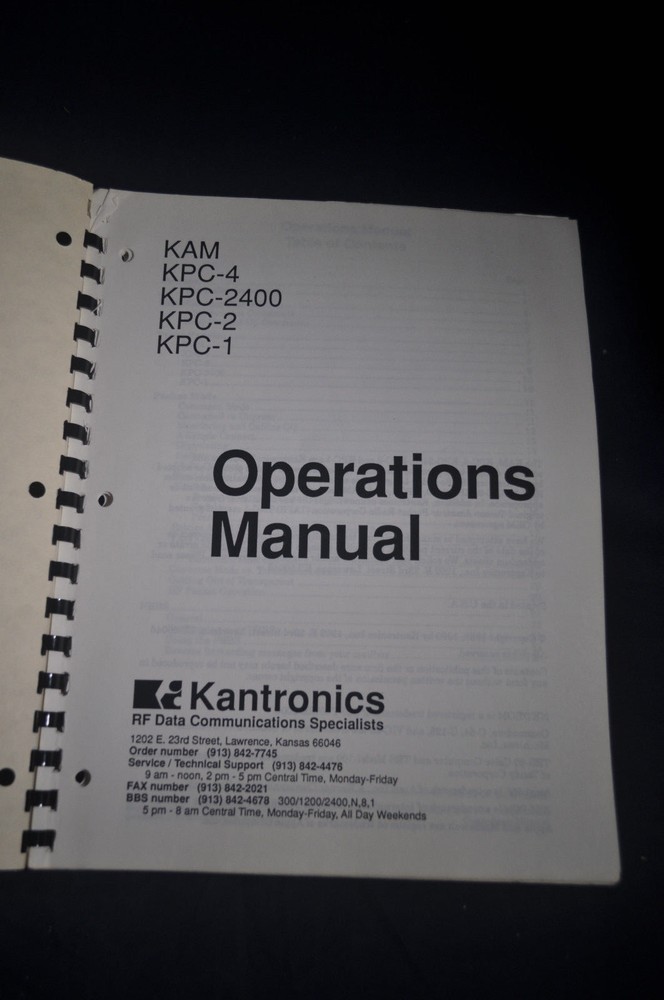 KAM
KPC-4
KPC-2400
KPC-2
KPC-1
Operations
Manual
Kantronics
RF Data Communications Specialists
1202 E. 23rd Street, Lawrence, Kansas 66046
Order number (913) 842-7745
Service / Technical Support (913) 842-4476
9 am - noon, 2 pm - 5 pm Central Time, Monday-Friday
FAX number (913) 842-2021
BBS number (913) 842-4678 300/1200/2400,N,8,1
5 pm - 8 am Central Time, Monday-Friday, All Day Weekends